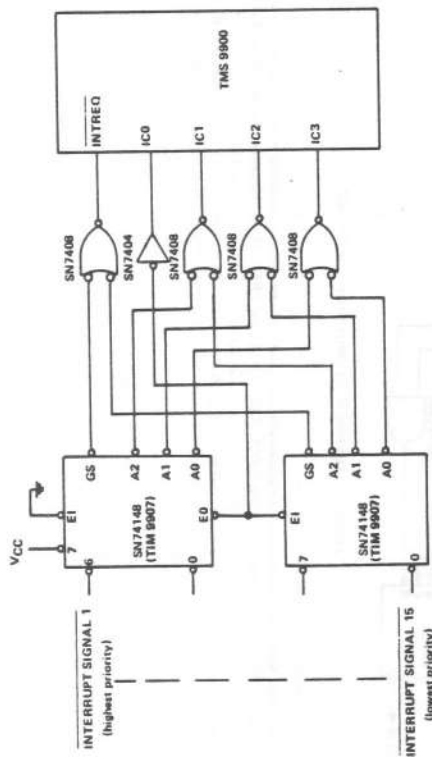 VCC
INTERRUPT SIGNAL 1
(highest priority)
7
EI
6
GS
SN74148
(TIM 9907)
A2
A1
A0
0
E0
EI
7
GS
SN74148
(TIM 9907)
A2
A1
A0
0
INTERRUPT SIGNAL 15
(lowest priority)
SN7408
SN7404
SN7408
SN7408
SN7408
INTREQ
IC0
IC1
IC2
IC3
TMS 9900